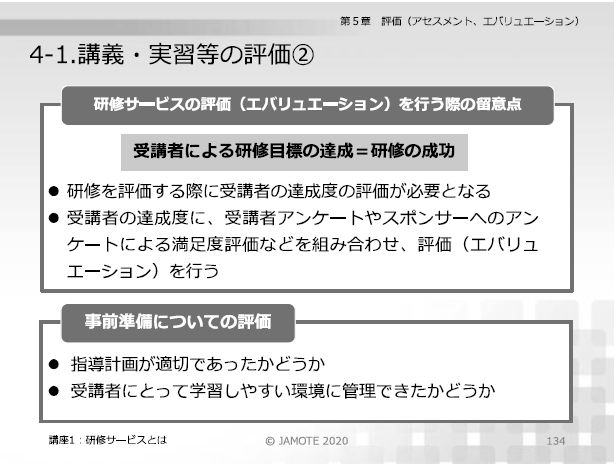 第５章　評価（アセスメント、エバリュエーション）
4-1.講義・実習等の評価②
研修サービスの評価（エバリュエーション）を行う際の留意点
受講者による研修目標の達成＝研修の成功
● 研修を評価する際に受講者の達成度の評価が必要となる
● 受講者の達成度に、受講者アンケートやスポンサーへのアン
ケートによる満足度評価などを組み合わせ、評価（エバリュ
エーション）を行う
事前準備についての評価
● 指導計画が適切であったかどうか
● 受講者にとって学習しやすい環境に管理できたかどうか
講座1：研修サービスとは
© JAMOTE 2020
134